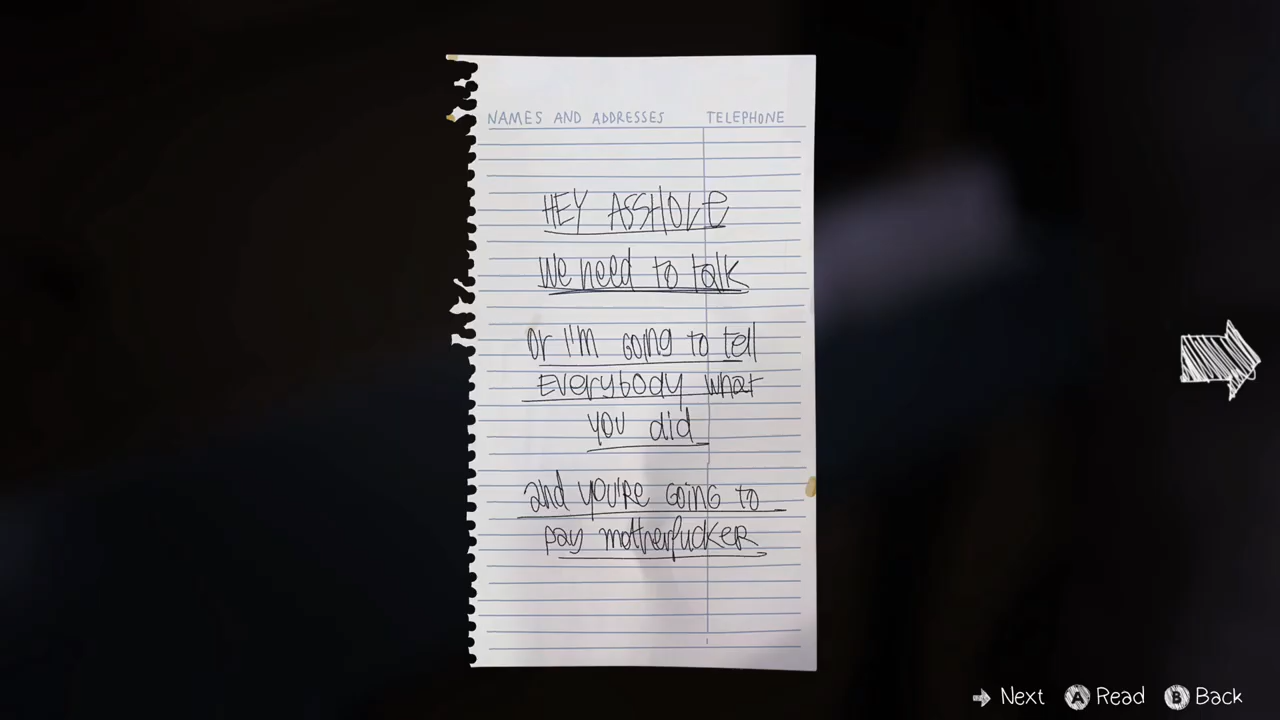 NAMES AND ADDRESSES TELEPHONE
HEY ASSHOLE
We need to talk
Or I'm going to tell
Everybody what
you did
and you're going to
pay motherfucker
Next A Read B Back